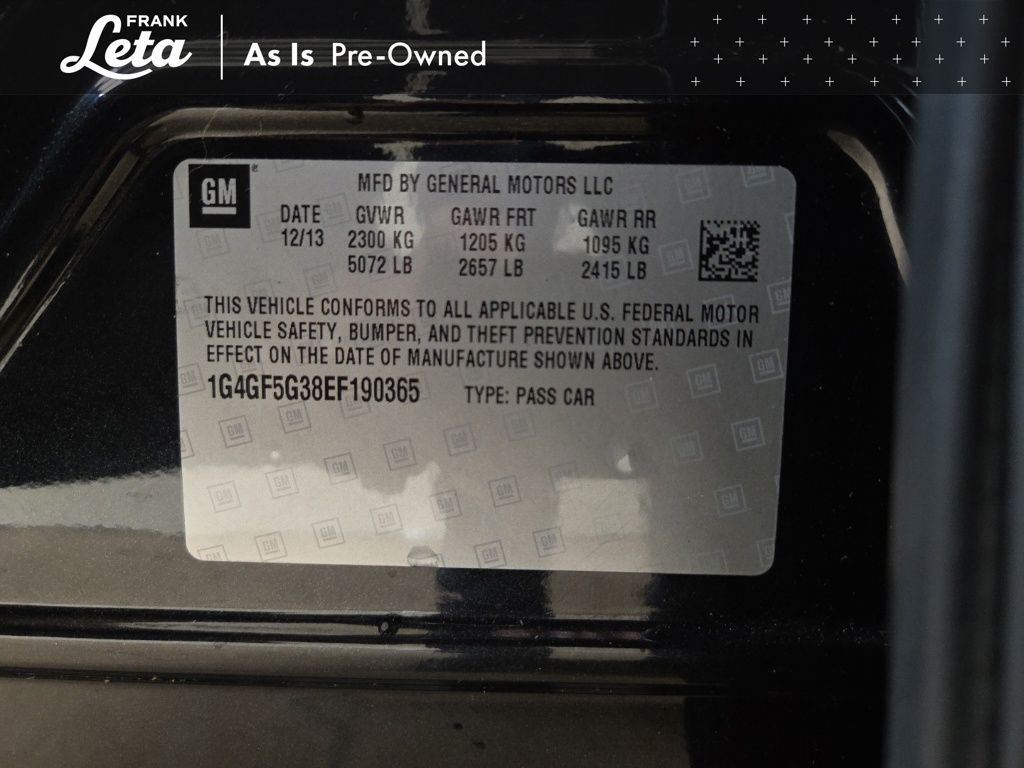 FRANK
Leta
As Is Pre-Owned
GM
MFD BY GENERAL MOTORS LLC
DATE GVWR GAWR FRT GAWR RR
12/13 2300 KG 1205 KG 1095 KG
5072 LB 2657 LB 2415 LB
THIS VEHICLE CONFORMS TO ALL APPLICABLE U.S. FEDERAL MOTOR
VEHICLE SAFETY, BUMPER, AND THEFT PREVENTION STANDARDS IN
EFFECT ON THE DATE OF MANUFACTURE SHOWN ABOVE.
1G4GF5G38EF190365 TYPE: PASS CAR